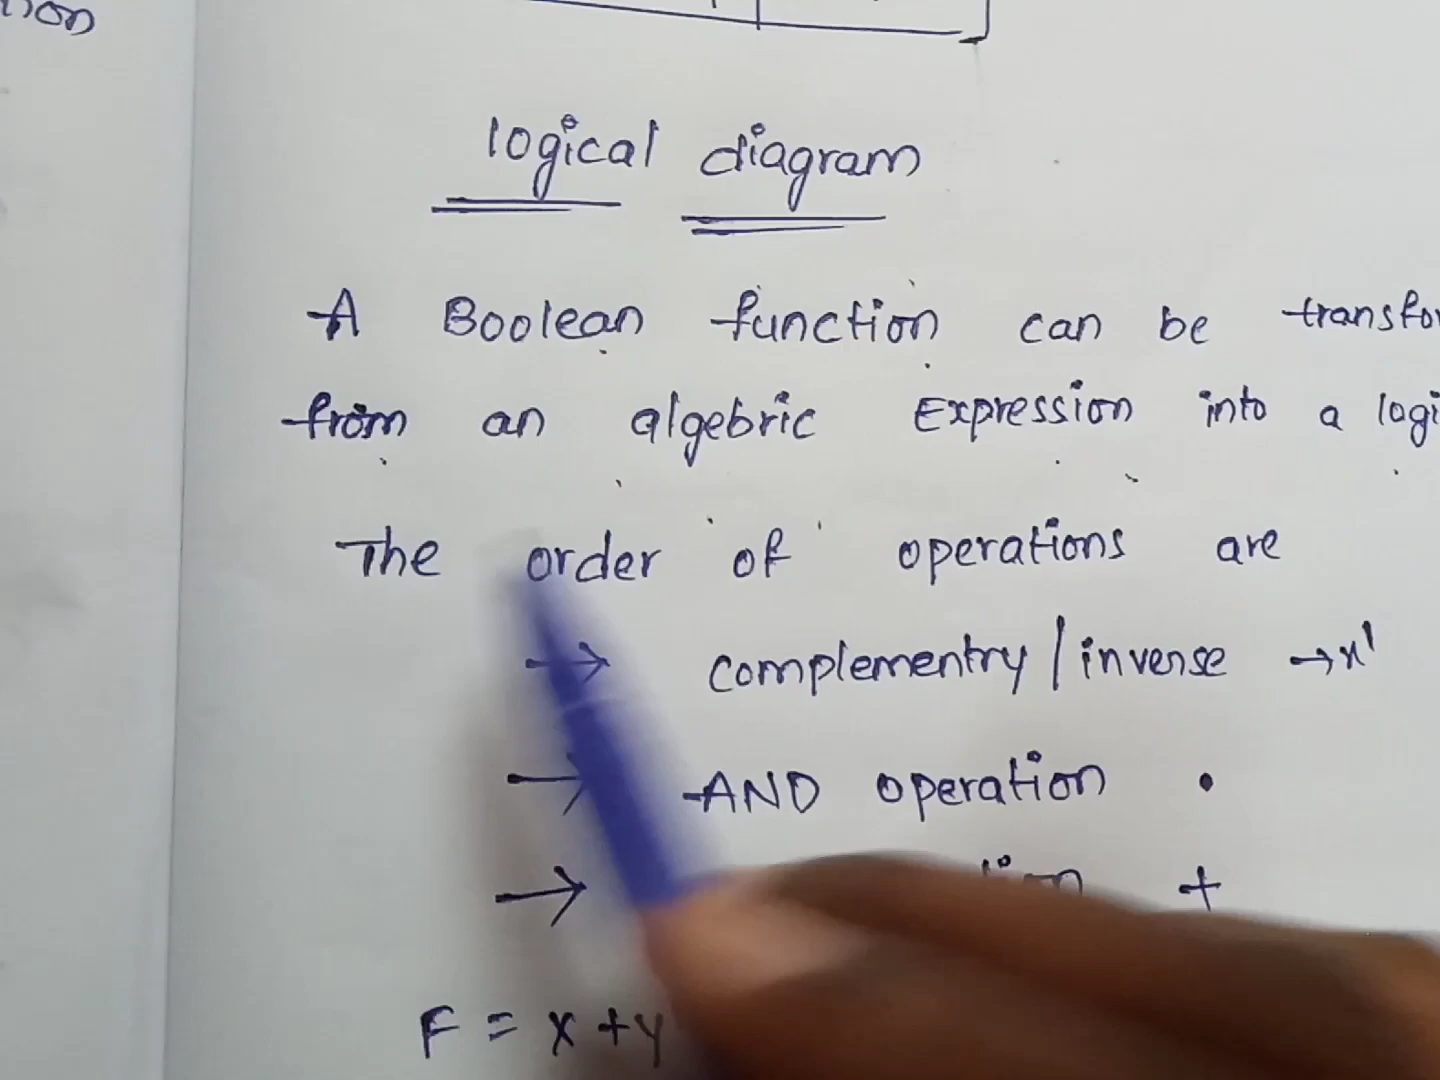 logical diagram
A Boolean function can be
from an algebric Expression into a
The order of operations are
→ complementry/inverse → x'
→ AND operation •
→ +
F = x + y